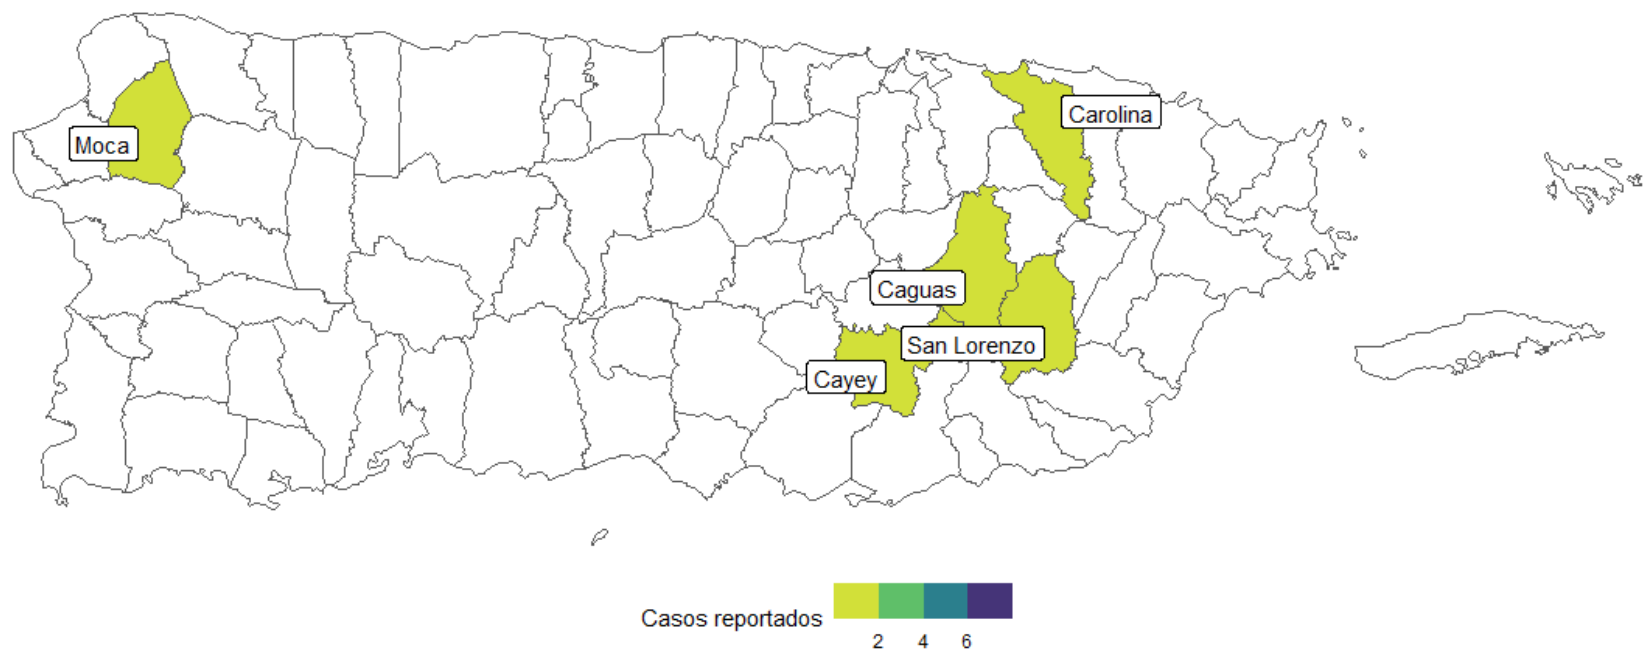 Carolina
Moca
Caguas
San Lorenzo
Cayey
Casos reportados
2 4 6